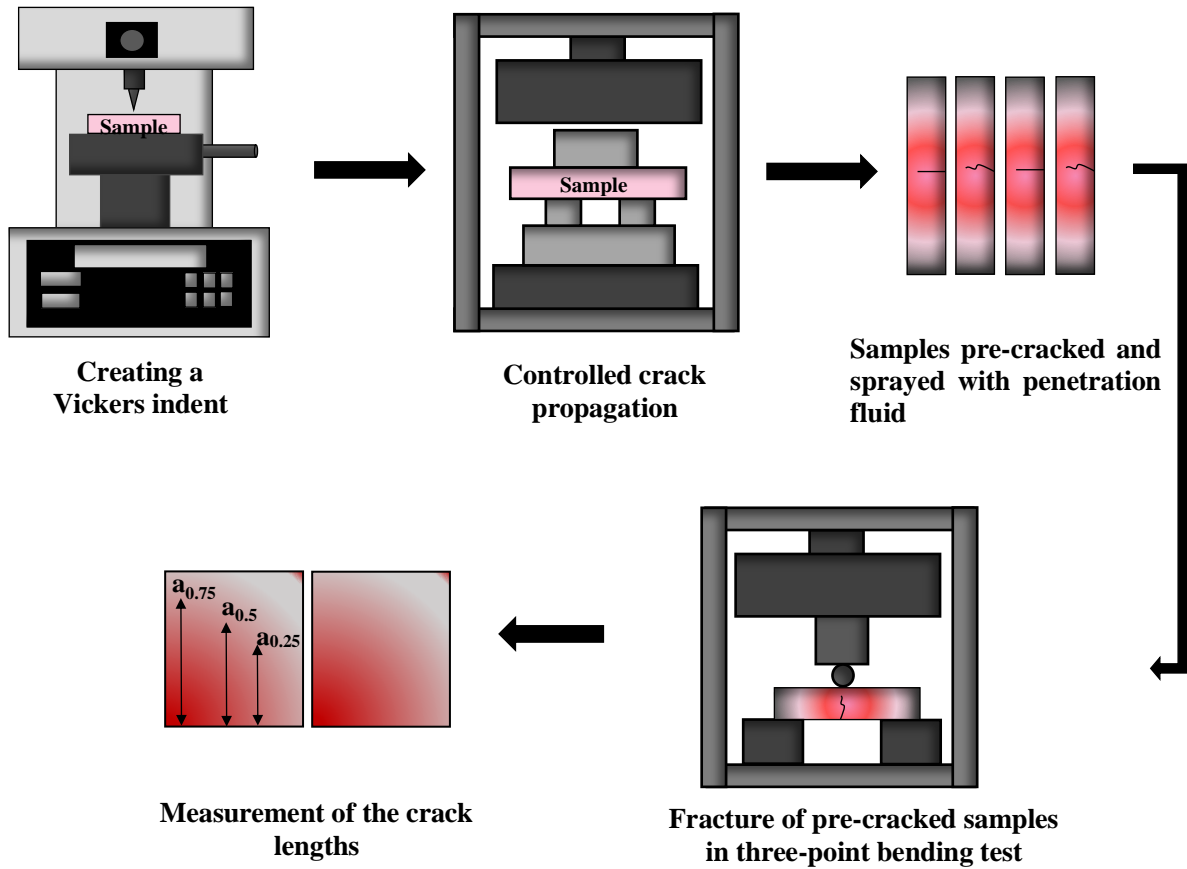 Sample
Creating a
Vickers indent
Sample
Controlled crack
propagation
Samples pre-cracked and
sprayed with penetration
fluid
a0.75
a0.5
a0.25
Measurement of the crack
lengths
Fracture of pre-cracked samples
in three-point bending test